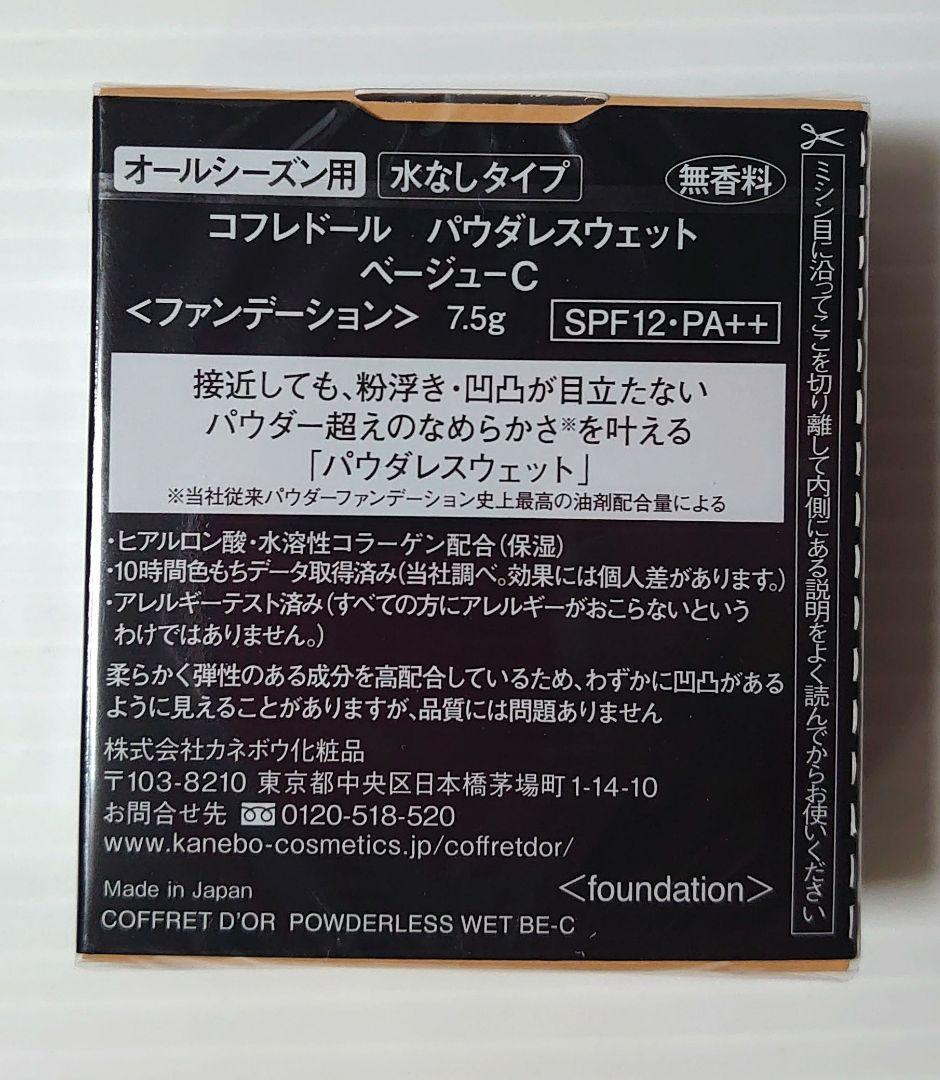 オールシーズン用 水なしタイプ 無香料
コフレドール パウダレスウェット
ベージュ−C
<ファンデーション> 7.5g SPF12・PA++
接近しても、粉浮き・凹凸が目立たない
パウダー超えのなめらかさ※を叶える
「パウダレスウェット」
※当社従来パウダーファンデーション史上最高の油剤配合量による
・ヒアルロン酸・水溶性コラーゲン配合(保湿)
・10時間色もちデータ取得済み(当社調べ。効果には個人差があります。)
・アレルギーテスト済み(すべての方にアレルギーがおこらないという
わけではありません。)
柔らかく弾性のある成分を高配合しているため、わずかに凹凸がある
ように見えることがありますが、品質には問題ありません
株式会社カネボウ化粧品
〒103-8210 東京都中央区日本橋茅場町1-14-10
お問合せ先 0120-518-520
www.kanebo-cosmetics.jp/coffretdor/
Made in Japan <foundation>
COFFRET D'OR POWDERLESS WET BE-C
ミシン目に沿ってここを切り離して内側にある説明をよく読んでからお使いください